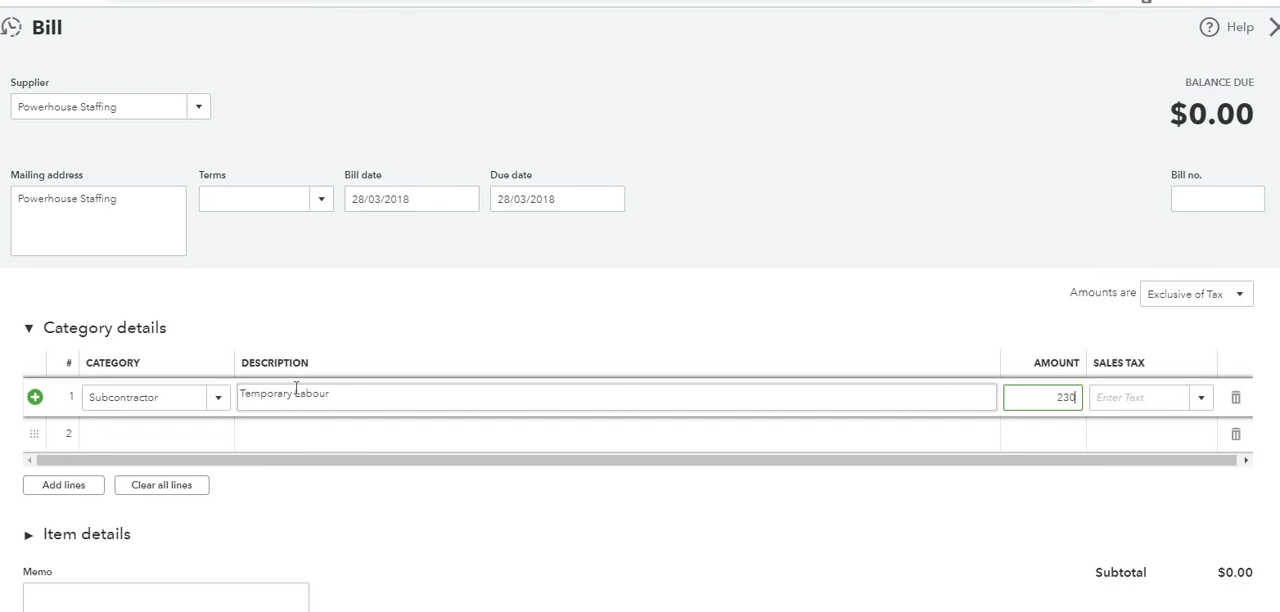 Bill
Help
Supplier
BALANCE DUE
Powerhouse Staffing
$0.00
Mailing address Terms Bill date Due date Bill no.
Powerhouse Staffing 28/03/2018 28/03/2018
Amounts are Exclusive of Tax
Category details
# CATEGORY DESCRIPTION AMOUNT SALES TAX
1 Subcontractor Temporary Labour 230 Enter Text
2
Add lines Clear all lines
Item details
Memo Subtotal $0.00